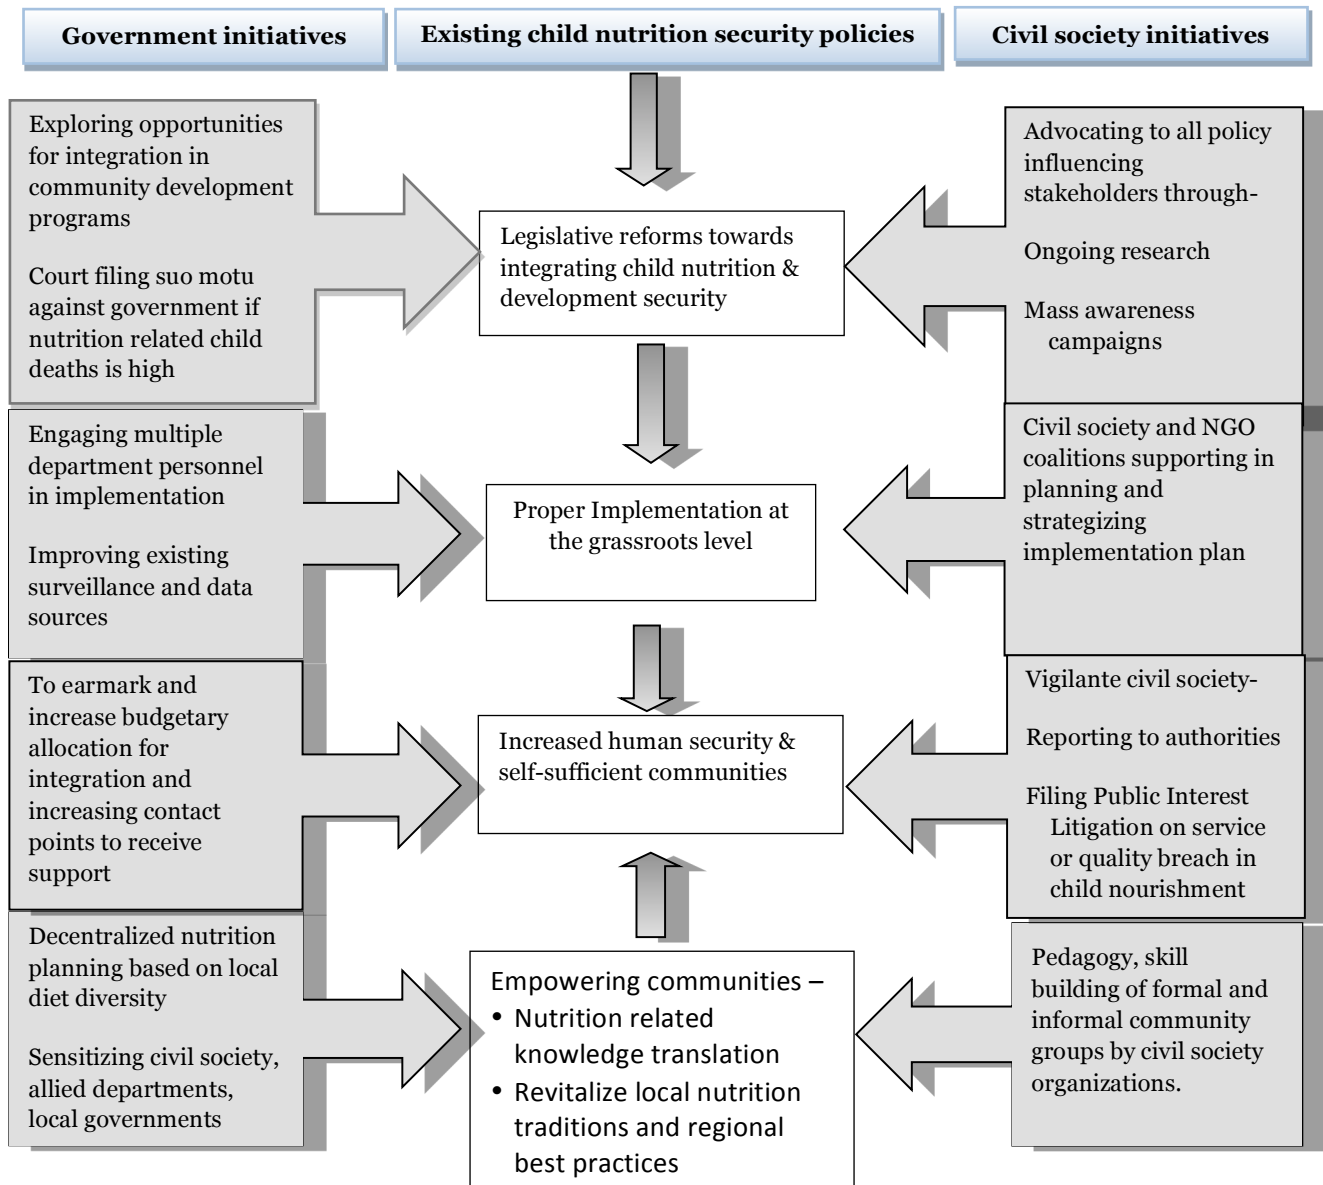 Government initiatives
Existing child nutrition security policies
Civil society initiatives
Exploring opportunities
for integration in
community development
programs
Court filing suo motu
against government if
nutrition related child
deaths is high
Legislative reforms towards
integrating child nutrition &
development security
Advocating to all policy
influencing
stakeholders through-
Ongoing research
Mass awareness
campaigns
Engaging multiple
department personnel
in implementation
Improving existing
surveillance and data
sources
Proper Implementation at
the grassroots level
Civil society and NGO
coalitions supporting in
planning and
strategizing
implementation plan
To earmark and
increase budgetary
allocation for
integration and
increasing contact
points to receive
support
Increased human security &
self-sufficient communities
Vigilante civil society-
Reporting to authorities
Filing Public Interest
Litigation on service
or quality breach in
child nourishment
Decentralized nutrition
planning based on local
diet diversity
Sensitizing civil society,
allied departments,
local governments
Empowering communities –
• Nutrition related
knowledge translation
• Revitalize local nutrition
traditions and regional
best practices
Pedagogy, skill
building of formal and
informal community
groups by civil society
organizations.